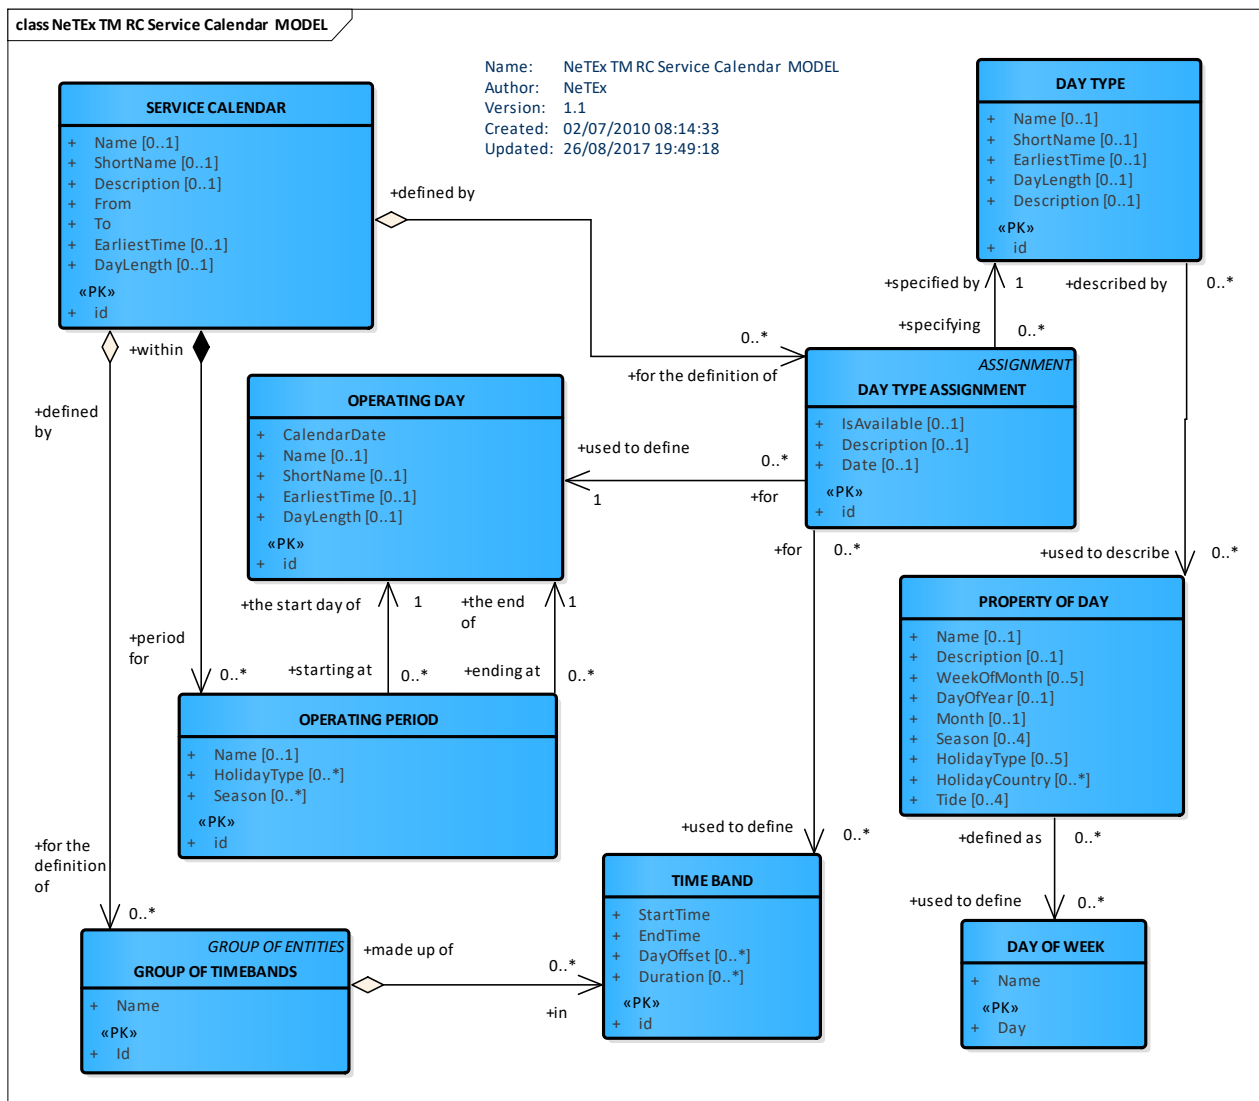 class NeTEx TM RC Service Calendar MODEL
Name: NeTEx TM RC Service Calendar MODEL
Author: NeTEx
Version: 1.1
Created: 02/07/2010 08:14:33
Updated: 26/08/2017 19:49:18
SERVICE CALENDAR
+ Name [0..1]
+ ShortName [0..1]
+ Description [0..1]
+ From
+ To
+ EarliestTime [0..1]
+ DayLength [0..1]
«PK»
+ id
DAY TYPE
+ Name [0..1]
+ ShortName [0..1]
+ EarliestTime [0..1]
+ DayLength [0..1]
+ Description [0..1]
«PK»
+ id
+defined by
0..*
+for the definition of
+specified by
1
+specifying
0..*
+described by
0..*
+used to describe
0..*
ASSIGNMENT
DAY TYPE ASSIGNMENT
+ IsAvailable [0..1]
+ Description [0..1]
+ Date [0..1]
«PK»
+ id
+within
+period
for
0..*
+defined
by
+for the
definition
of
0..*
OPERATING DAY
+ CalendarDate
+ Name [0..1]
+ ShortName [0..1]
+ EarliestTime [0..1]
+ DayLength [0..1]
«PK»
+ id
+used to define
1
0..*
+for
+for
0..*
+used to define
0..*
+the start day of
1
+starting at
0..*
+the end
of
1
+ending at
0..*
OPERATING PERIOD
+ Name [0..1]
+ HolidayType [0..*]
+ Season [0..*]
«PK»
+ id
PROPERTY OF DAY
+ Name [0..1]
+ Description [0..1]
+ WeekOfMonth [0..5]
+ DayOfYear [0..1]
+ Month [0..1]
+ Season [0..4]
+ HolidayType [0..5]
+ HolidayCountry [0..*]
+ Tide [0..4]
+defined as
0..*
+used to define
0..*
GROUP OF ENTITIES
GROUP OF TIMEBANDS
+ Name
«PK»
+ Id
+made up of
0..*
+in
TIME BAND
+ StartTime
+ EndTime
+ DayOffset [0..*]
+ Duration [0..*]
«PK»
+ id
DAY OF WEEK
+ Name
«PK»
+ Day